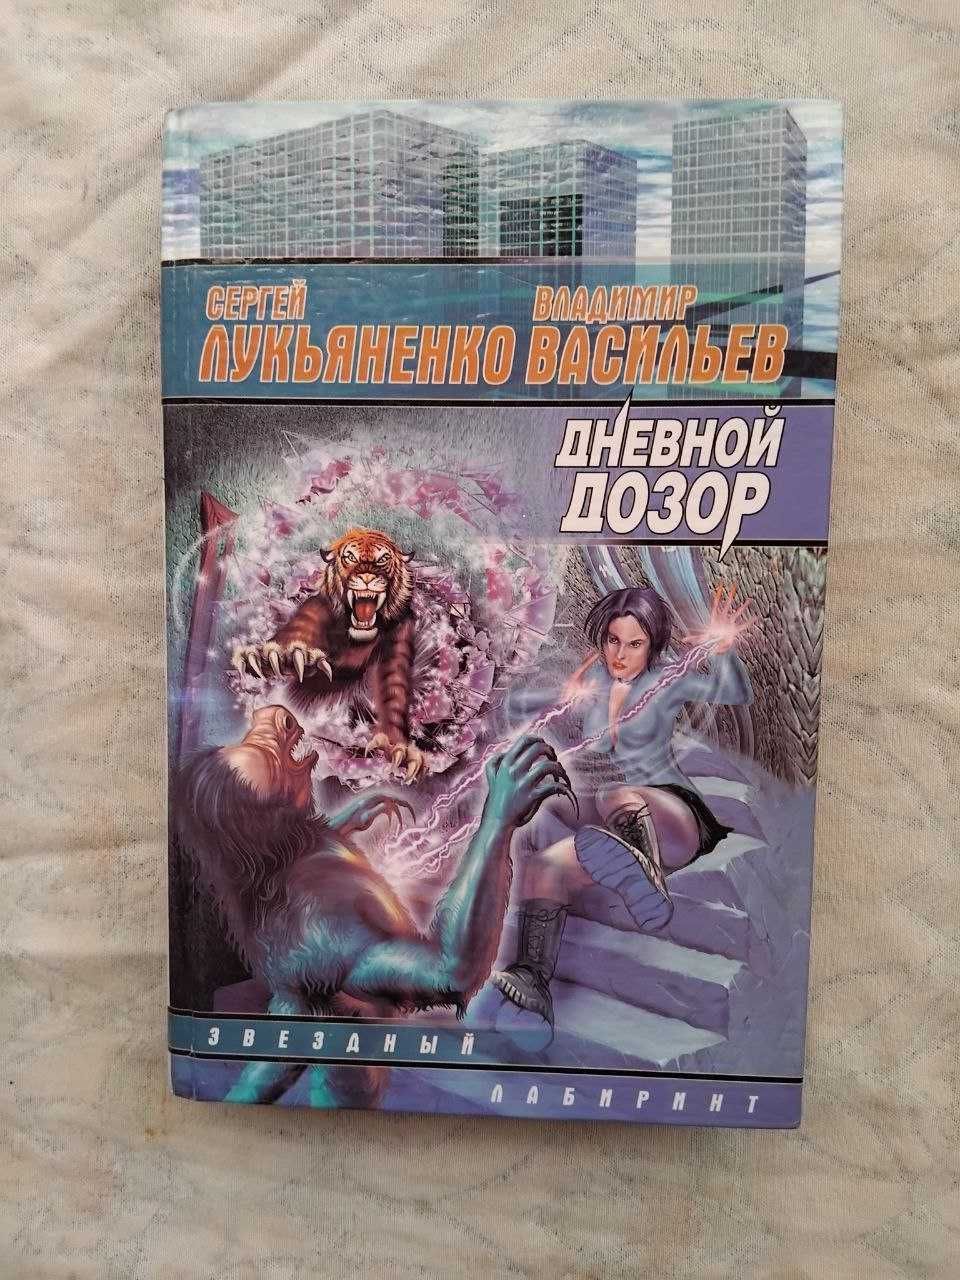 СЕРГЕЙ ВЛАДИМИР
ЛУКЬЯНЕНКО ВАСИЛЬЕВ
ДНЕВНОЙ
ДОЗОР
ЗВЕЗДНЫЙ
ЛАБИРИНТ